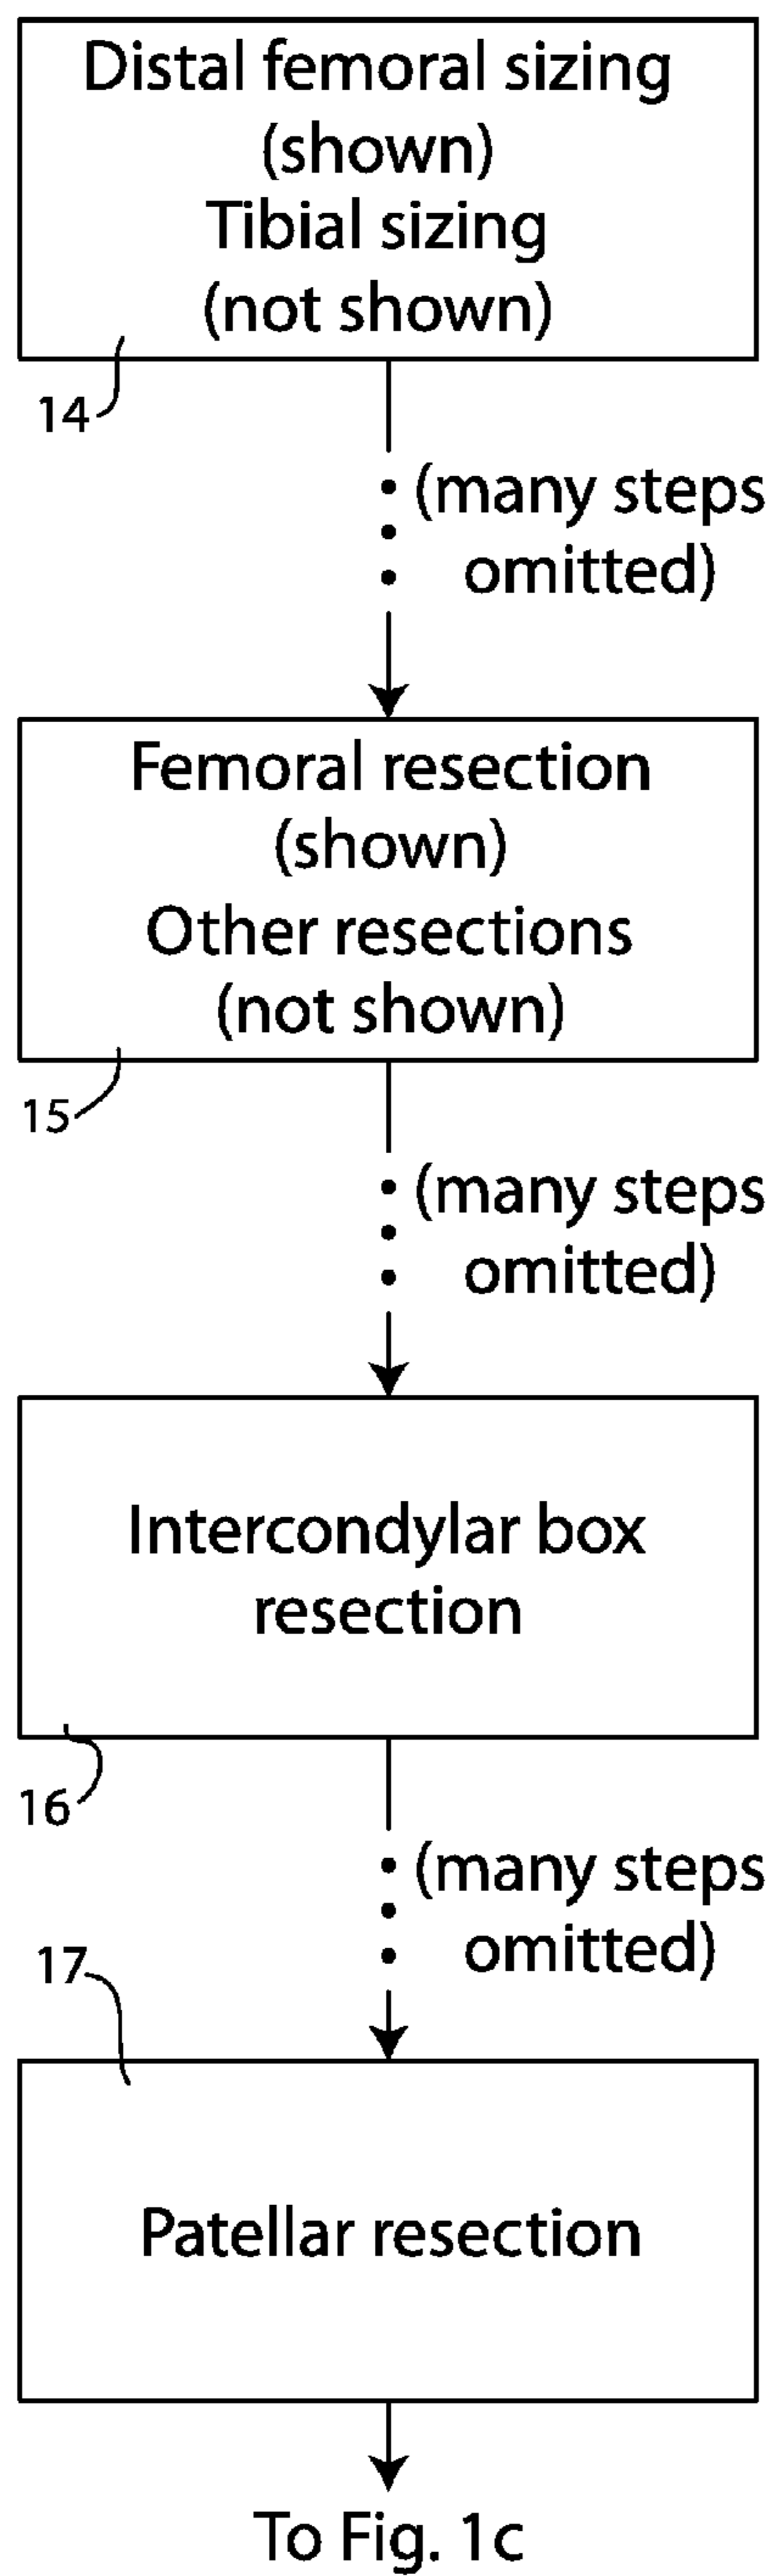 Distal femoral sizing
(shown)
Tibial sizing
(not shown)
14
(many steps
omitted)
Femoral resection
(shown)
Other resections
(not shown)
15
(many steps
omitted)
Intercondylar box
resection
16
(many steps
omitted)
17
Patellar resection
To Fig. 1c